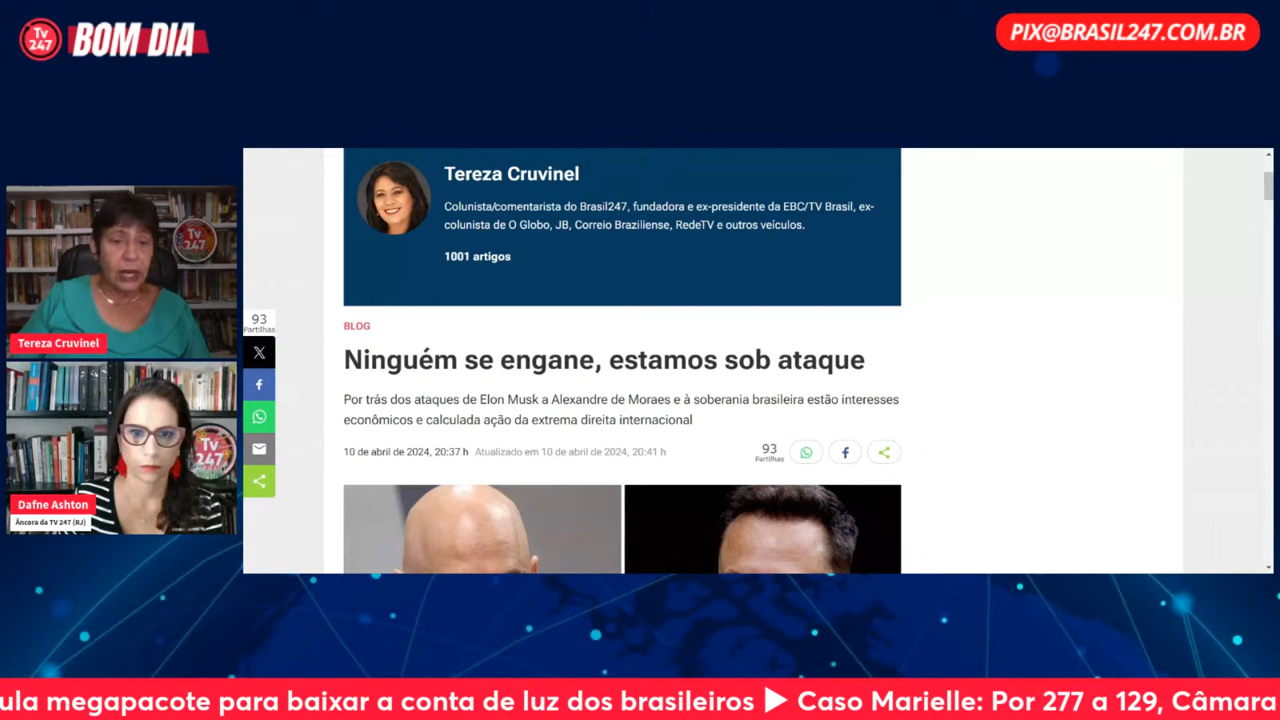 Tv 247 BOM DIA
PIX@BRASIL247.COM.BR
Tereza Cruvinel
Colunista/comentarista do Brasil247, fundadora e ex-presidente da EBC/TV Brasil, ex-
colunista de O Globo, JB, Correio Braziliense, RedeTV e outros veículos.
1001 artigos
BLOG
Ninguém se engane, estamos sob ataque
Por trás dos ataques de Elon Musk a Alexandre de Moraes e à soberania brasileira estão interesses
econômicos e calculada ação da extrema direita internacional
10 de abril de 2024, 20:37 h Atualizado em 10 de abril de 2024, 20:41 h
93
Partilhas
93
Partilhas
Tv
247
Tereza Cruvinel
Tv
247
Dafne Ashton
Âncora da TV 247 (RJ)
ula megapacote para baixar a conta de luz dos brasileiros ▶ Caso Marielle: Por 277 a 129, Câmara